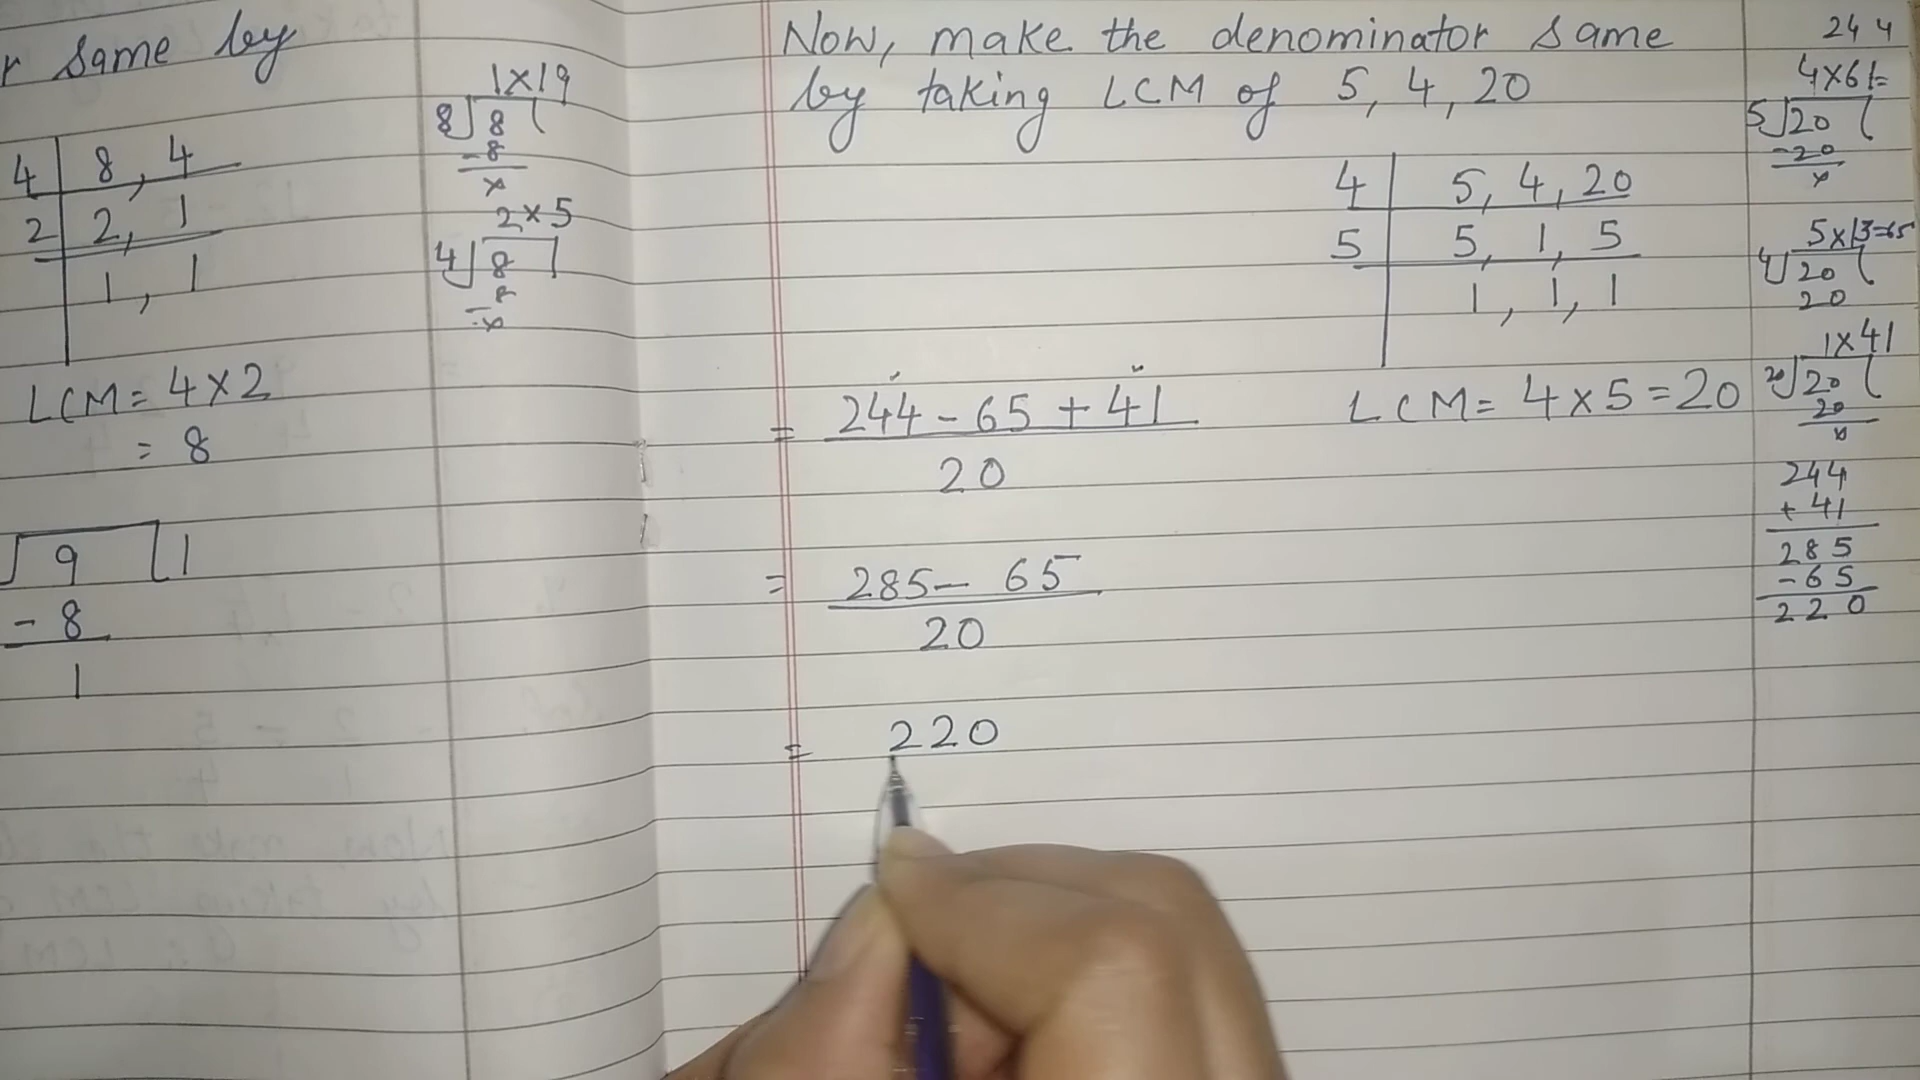 r same by
4 | 8, 4
2 | 2, 1
1, 1
LCM = 4 × 2
= 8
9 1
- 8
1
1×19
8 8
-8
×
2×5
4 8
-8
×
Now, make the denominator same
by taking LCM of 5, 4, 20
4 | 5, 4, 20
5 | 5, 1, 5
1, 1, 1
LCM = 4 × 5 = 20
= 244 - 65 + 41
20
= 285 - 65
20
= 220
244
4×61=
5 20
-20
×
5×13=65
4 20
20
1×41
20 20
20
×
244
+ 41
285
- 65
220